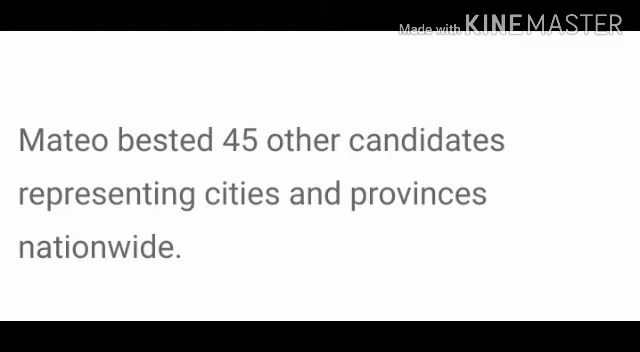 Made with KINEMASTER
Mateo bested 45 other candidates
representing cities and provinces
nationwide.